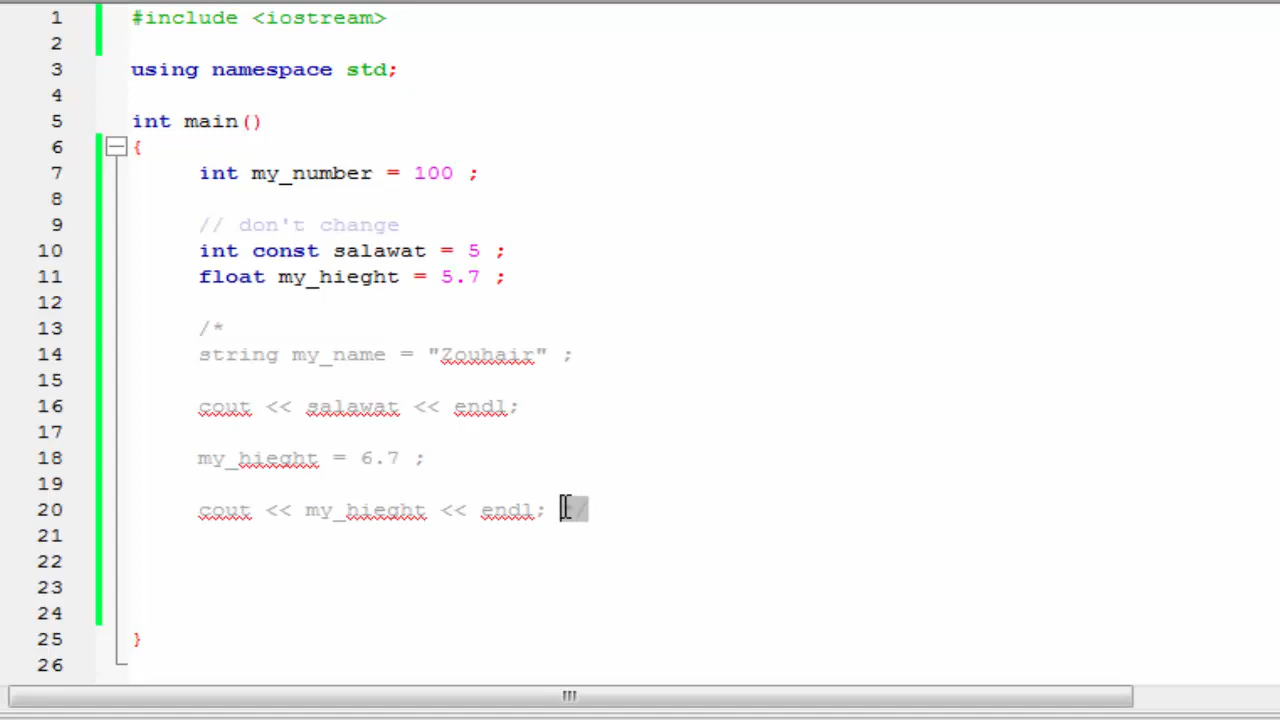 1 #include <iostream>
2
3 using namespace std;
4
5 int main()
6 {
7 int my_number = 100 ;
8
9 // don't change
10 int const salawat = 5 ;
11 float my_hieght = 5.7 ;
12
13 /*
14 string my_name = "Zouhair" ;
15
16 cout << salawat << endl;
17
18 my_hieght = 6.7 ;
19
20 cout << my_hieght << endl;
21
22
23
24
25 }
26